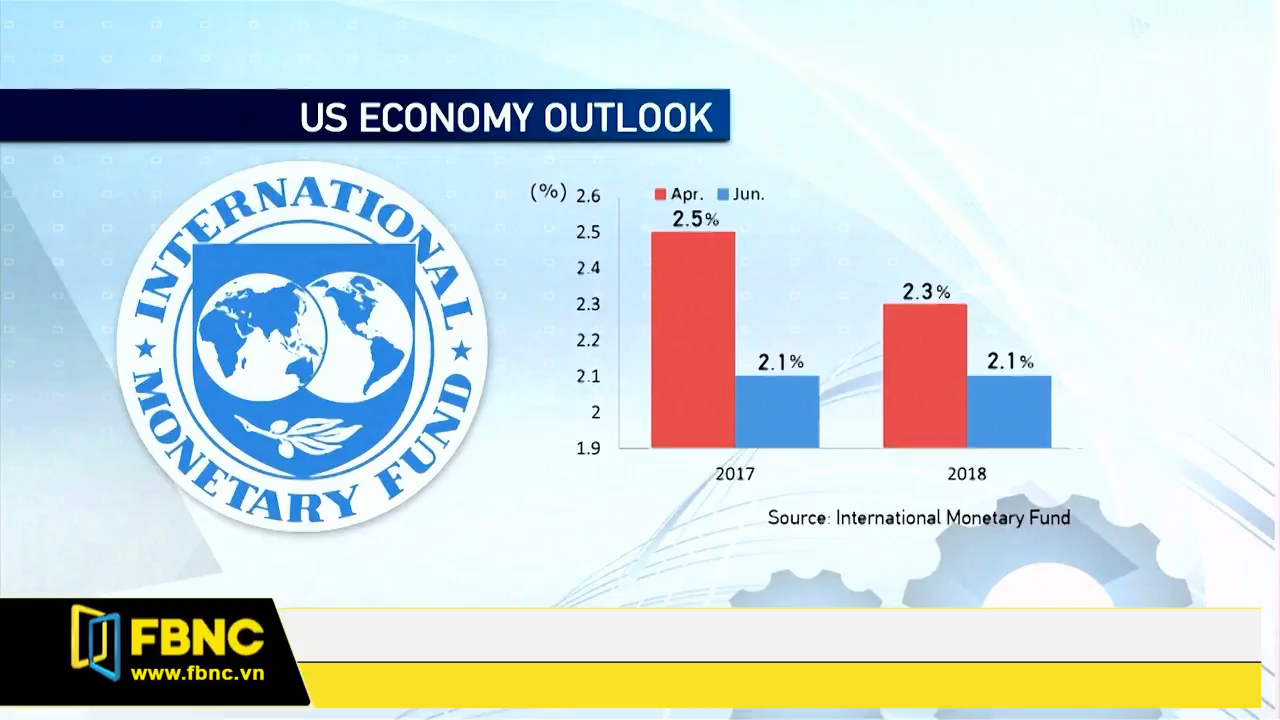 US ECONOMY OUTLOOK
INTERNATIONAL
MONETARY FUND
(%)
Apr. Jun.
2.6
2.5
2.4
2.3
2.2
2.1
2
1.9
2.5%
2.1%
2.3%
2.1%
2017 2018
Source: International Monetary Fund
FBNC
www.fbnc.vn